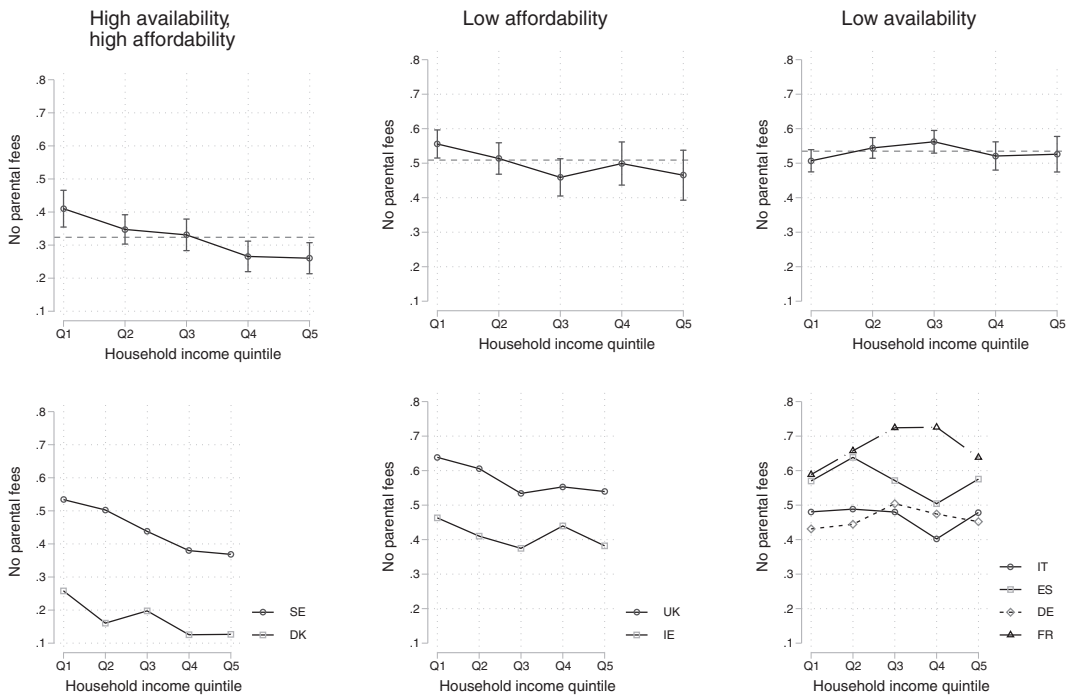 High availability,
high affordability
Low affordability
Low availability
No parental fees
.8
.7
.6
.5
.4
.3
.2
.1
Q1 Q2 Q3 Q4 Q5
Household income quintile
No parental fees
.8
.7
.6
.5
.4
.3
.2
.1
Q1 Q2 Q3 Q4 Q5
Household income quintile
No parental fees
.8
.7
.6
.5
.4
.3
.2
.1
Q1 Q2 Q3 Q4 Q5
Household income quintile
No parental fees
.8
.7
.6
.5
.4
.3
.2
.1
Q1 Q2 Q3 Q4 Q5
Household income quintile
SE
DK
No parental fees
.8
.7
.6
.5
.4
.3
.2
.1
Q1 Q2 Q3 Q4 Q5
Household income quintile
UK
IE
No parental fees
.8
.7
.6
.5
.4
.3
.2
.1
Q1 Q2 Q3 Q4 Q5
Household income quintile
IT
ES
DE
FR